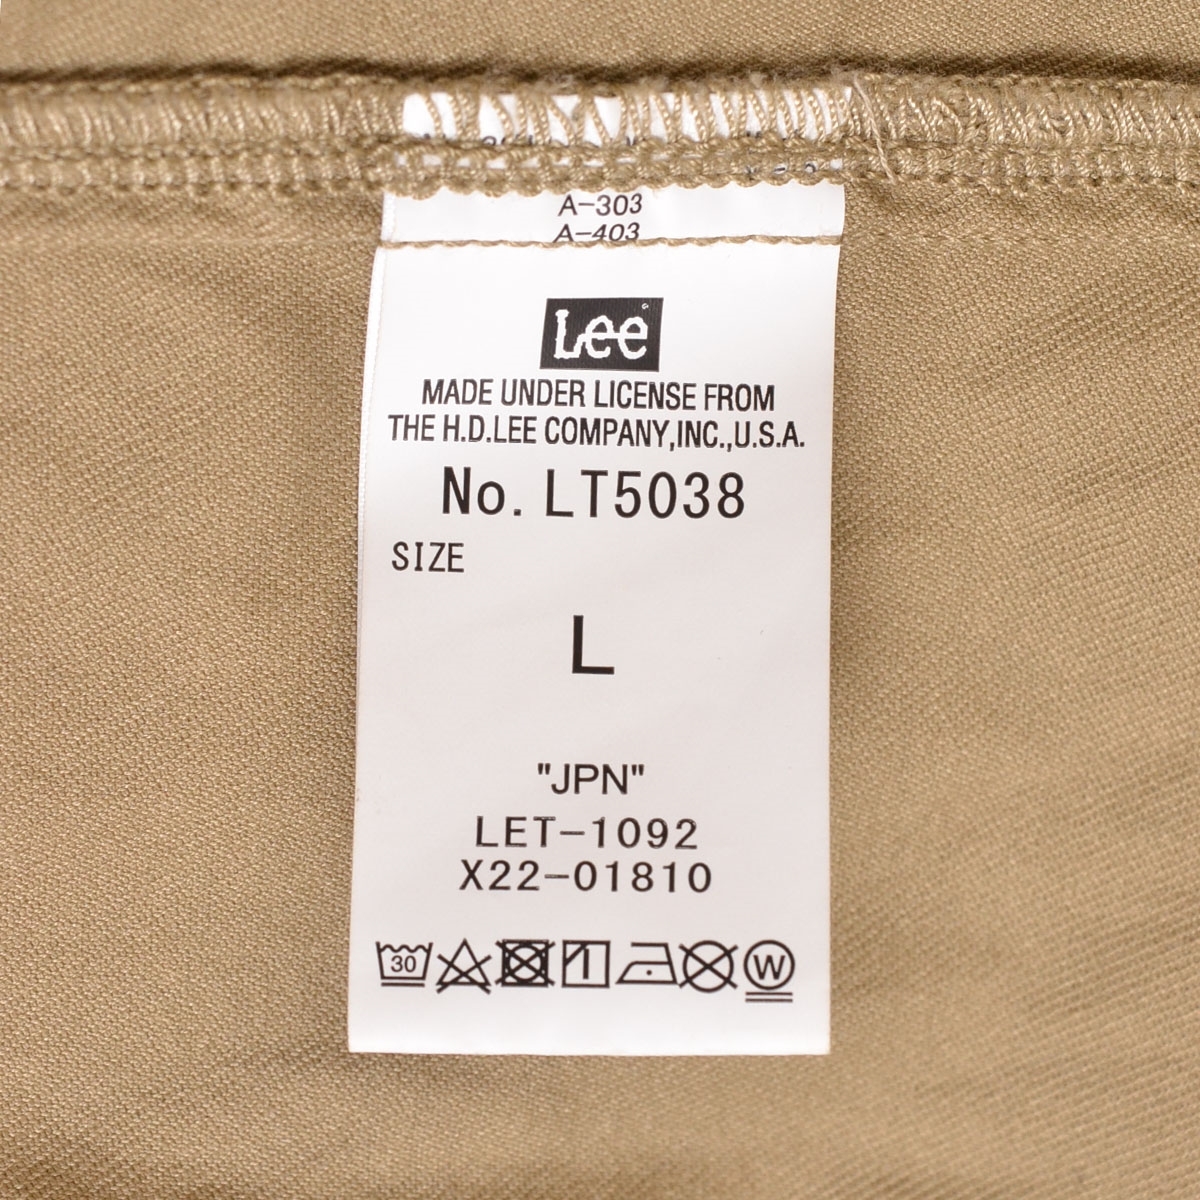 A-303
A-403
Lee
MADE UNDER LICENSE FROM
THE H.D.LEE COMPANY,INC.,U.S.A.
No. LT5038
SIZE
L
"JPN"
LET-1092
X22-01810
30 W